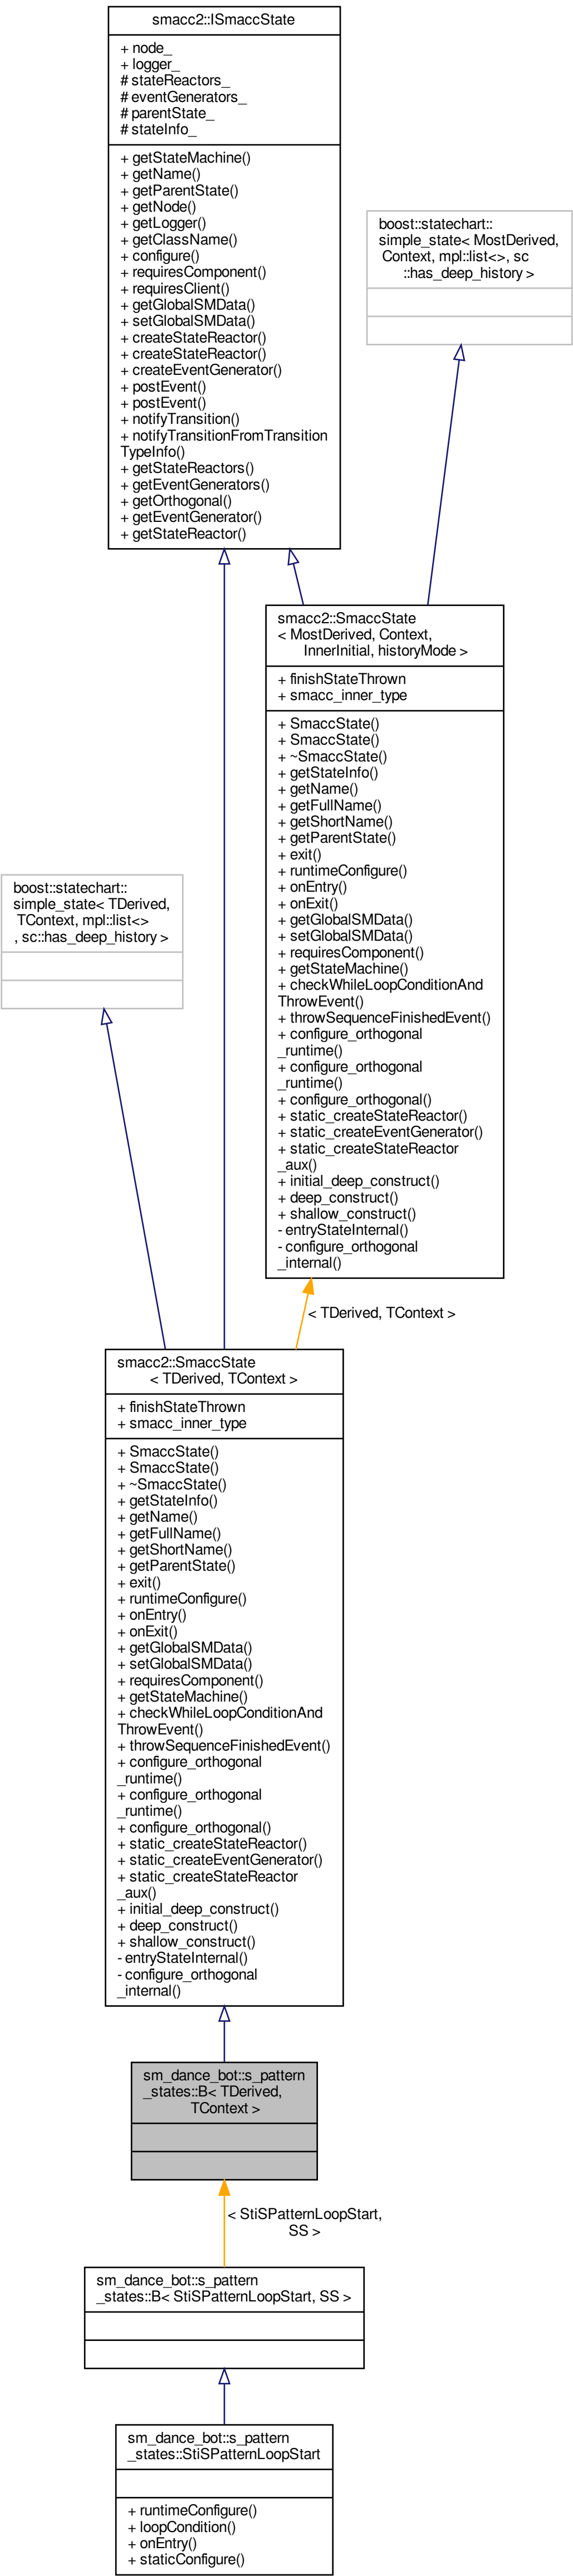 smacc2::ISmaccState
+ node_
+ logger_
# stateReactors_
# eventGenerators_
# parentState_
# stateInfo_
+ getStateMachine()
+ getName()
+ getParentState()
+ getNode()
+ getLogger()
+ getClassName()
+ configure()
+ requiresComponent()
+ requiresClient()
+ getGlobalSMData()
+ setGlobalSMData()
+ createStateReactor()
+ createStateReactor()
+ createEventGenerator()
+ postEvent()
+ postEvent()
+ notifyTransition()
+ notifyTransitionFromTransition
TypeInfo()
+ getStateReactors()
+ getEventGenerators()
+ getOrthogonal()
+ getEventGenerator()
+ getStateReactor()
boost::statechart::
simple_state< MostDerived,
Context, mpl::list<>, sc
::has_deep_history >
smacc2::SmaccState
< MostDerived, Context,
InnerInitial, historyMode >
+ finishStateThrown
+ smacc_inner_type
+ SmaccState()
+ SmaccState()
+ ~SmaccState()
+ getStateInfo()
+ getName()
+ getFullName()
+ getShortName()
+ getParentState()
+ exit()
+ runtimeConfigure()
+ onEntry()
+ onExit()
+ getGlobalSMData()
+ setGlobalSMData()
+ requiresComponent()
+ getStateMachine()
+ checkWhileLoopConditionAnd
ThrowEvent()
+ throwSequenceFinishedEvent()
+ configure_orthogonal
_runtime()
+ configure_orthogonal
_runtime()
+ configure_orthogonal()
+ static_createStateReactor()
+ static_createEventGenerator()
+ static_createStateReactor
_aux()
+ initial_deep_construct()
+ deep_construct()
+ shallow_construct()
- entryStateInternal()
- configure_orthogonal
_internal()
boost::statechart::
simple_state< TDerived,
TContext, mpl::list<>
, sc::has_deep_history >
< TDerived, TContext >
smacc2::SmaccState
< TDerived, TContext >
+ finishStateThrown
+ smacc_inner_type
+ SmaccState()
+ SmaccState()
+ ~SmaccState()
+ getStateInfo()
+ getName()
+ getFullName()
+ getShortName()
+ getParentState()
+ exit()
+ runtimeConfigure()
+ onEntry()
+ onExit()
+ getGlobalSMData()
+ setGlobalSMData()
+ requiresComponent()
+ getStateMachine()
+ checkWhileLoopConditionAnd
ThrowEvent()
+ throwSequenceFinishedEvent()
+ configure_orthogonal
_runtime()
+ configure_orthogonal
_runtime()
+ configure_orthogonal()
+ static_createStateReactor()
+ static_createEventGenerator()
+ static_createStateReactor
_aux()
+ initial_deep_construct()
+ deep_construct()
+ shallow_construct()
- entryStateInternal()
- configure_orthogonal
_internal()
sm_dance_bot::s_pattern
_states::B< TDerived,
TContext >
< StiSPatternLoopStart,
SS >
sm_dance_bot::s_pattern
_states::B< StiSPatternLoopStart, SS >
sm_dance_bot::s_pattern
_states::StiSPatternLoopStart
+ runtimeConfigure()
+ loopCondition()
+ onEntry()
+ staticConfigure()